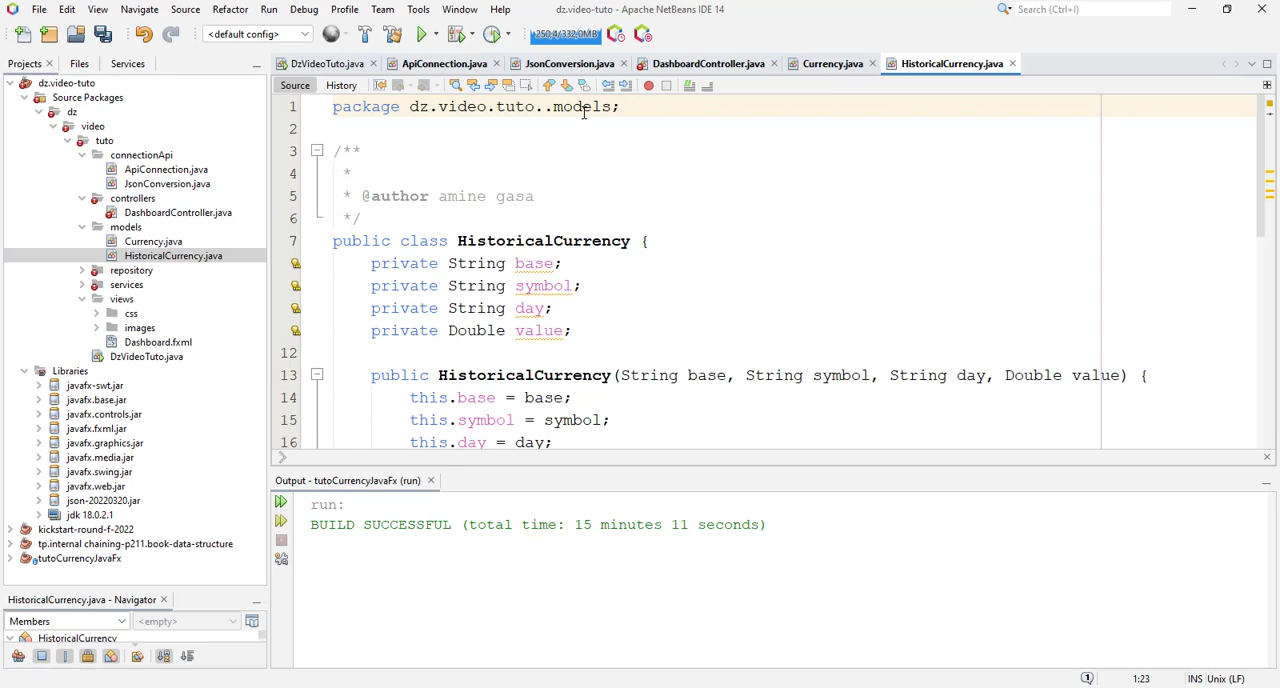 File Edit View Navigate Source Refactor Run Debug Profile Team Tools Window Help
dz.video-tuto - Apache NetBeans IDE 14
Search (Ctrl+I)
<default config>
250,4/332,0MB
Projects
Files
Services
DzVideoTuto.java
ApiConnection.java
JsonConversion.java
DashboardController.java
Currency.java
HistoricalCurrency.java
Source
History
dz.video-tuto
Source Packages
dz
video
tuto
connectionApi
ApiConnection.java
JsonConversion.java
controllers
DashboardController.java
models
Currency.java
HistoricalCurrency.java
repository
services
views
css
images
Dashboard.fxml
DzVideoTuto.java
Libraries
javafx-swt.jar
javafx.base.jar
javafx.controls.jar
javafx.fxml.jar
javafx.graphics.jar
javafx.media.jar
javafx.swing.jar
javafx.web.jar
json-20220320.jar
jdk 18.0.2.1
kickstart-round-f-2022
tp.internal chaining-p211.book-data-structure
tutoCurrencyJavaFx
1 package dz.video.tuto..models;
2
3 /**
4 *
5 * @author amine gasa
6 */
7 public class HistoricalCurrency {
private String base;
private String symbol;
private String day;
private Double value;
12
13 public HistoricalCurrency(String base, String symbol, String day, Double value) {
14 this.base = base;
15 this.symbol = symbol;
16 this.day = day;
Output - tutoCurrencyJavaFx (run)
run:
BUILD SUCCESSFUL (total time: 15 minutes 11 seconds)
HistoricalCurrency.java - Navigator
Members
<empty>
HistoricalCurrency
1
1:23
INS
Unix (LF)